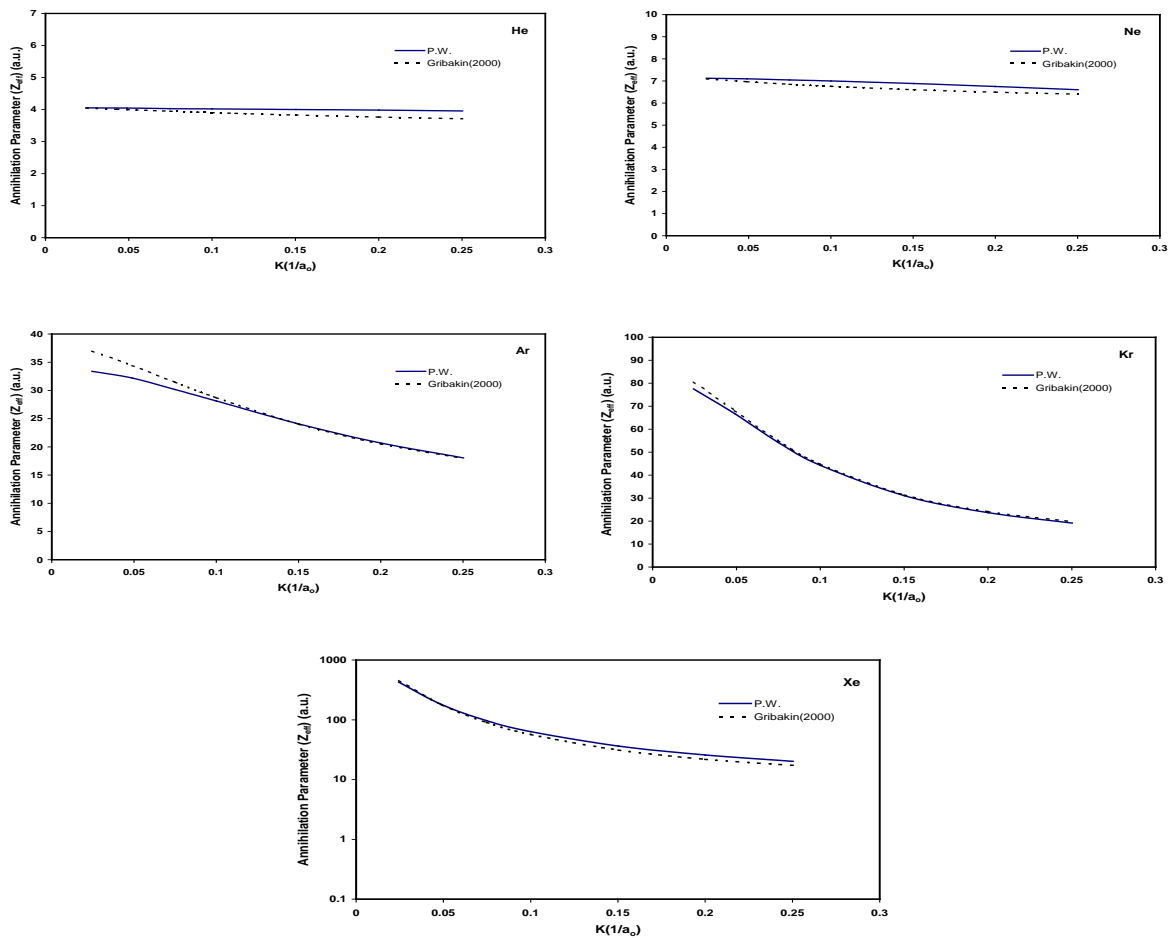 He
P.W.
Gribakin(2000)
Annihilation Parameter (Zeff) (a.u.)
7
6
5
4
3
2
1
0
0 0.05 0.1 0.15 0.2 0.25 0.3
K(1/ao)
Ne
P.W.
Gribakin(2000)
Annihilation Parameter (Zeff) (a.u.)
10
9
8
7
6
5
4
3
2
1
0
0 0.05 0.1 0.15 0.2 0.25 0.3
K(1/ao)
Ar
P.W.
Gribakin(2000)
Annihilation Parameter (Zeff) (a.u.)
40
35
30
25
20
15
10
5
0
0 0.05 0.1 0.15 0.2 0.25 0.3
K(1/ao)
Kr
P.W.
Gribakin(2000)
Annihilation Parameter (Zeff) (a.u.)
100
90
80
70
60
50
40
30
20
10
0
0 0.05 0.1 0.15 0.2 0.25 0.3
K(1/ao)
Xe
P.W.
Gribakin(2000)
Annihilation Parameter (Zeff) (a.u.)
1000
100
10
1
0.1
0 0.05 0.1 0.15 0.2 0.25 0.3
K(1/ao)